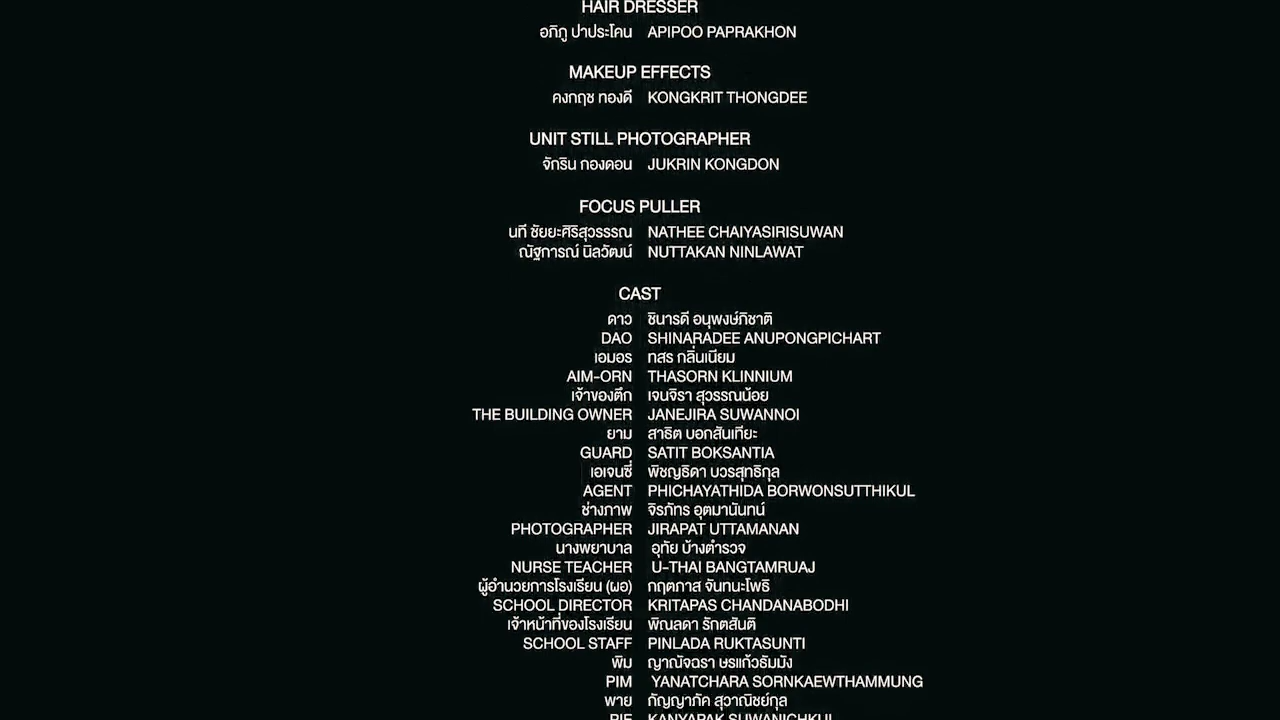 HAIR DRESSER
อภิภู ปาประโคน APIPOO PAPRAKHON
MAKEUP EFFECTS
คงกฤช ทองดี KONGKRIT THONGDEE
UNIT STILL PHOTOGRAPHER
จักริน กองดอน JUKRIN KONGDON
FOCUS PULLER
นที ชัยยะศิริสุวรรรณ NATHEE CHAIYASIRISUWAN
ณัฐการณ์ นิลวัฒน์ NUTTAKAN NINLAWAT
CAST
ดาว ชินารดี อนุพงษ์ภิชาติ
DAO SHINARADEE ANUPONGPICHART
เอมอร ทสร กลิ่นเนียม
AIM-ORN THASORN KLINNIUM
เจ้าของตึก เจนจิรา สุวรรณน้อย
THE BUILDING OWNER JANEJIRA SUWANNOI
ยาม สาธิต บอกสันเทียะ
GUARD SATIT BOKSANTIA
เอเจนซี่ พิชญธิดา บวรสุทธิกุล
AGENT PHICHAYATHIDA BORWONSUTTHIKUL
ช่างภาพ จิรภัทร อุตมานันทน์
PHOTOGRAPHER JIRAPAT UTTAMANAN
นางพยาบาล อุทัย บ้างตำรวจ
NURSE TEACHER U-THAI BANGTAMRUAJ
ผู้อำนวยการโรงเรียน (ผอ) กฤตภาส จันทนะโพธิ
SCHOOL DIRECTOR KRITAPAS CHANDANABODHI
เจ้าหน้าที่ของโรงเรียน พิณลดา รักตสันติ
SCHOOL STAFF PINLADA RUKTASUNTI
พิม ญาณัจฉรา ษรแก้วธัมมัง
PIM YANATCHARA SORNKAEWTHAMMUNG
พาย กัญญาภัค สุวาณิชย์กุล
PIE KANYAPAK SUWANICHKUL